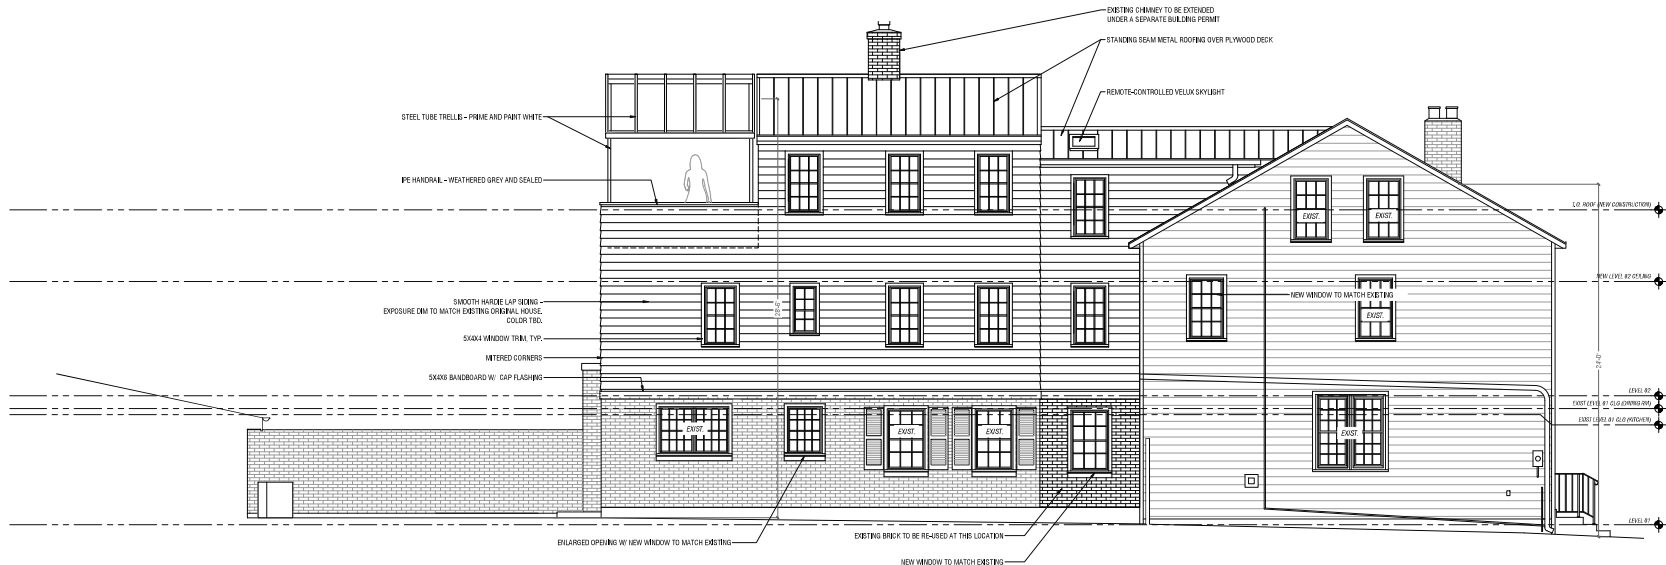 EXISTING CHIMNEY TO BE EXTENDED
UNDER A SEPARATE BUILDING PERMIT
STANDING SEAM METAL ROOFING OVER PLYWOOD DECK
REMOTE-CONTROLLED VELUX SKYLIGHT
STEEL TUBE TRELLIS - PRIME AND PAINT WHITE
IPE HANDRAIL - WEATHERED GREY AND SEALED
T.O. ROOF (NEW CONSTRUCTION)
EXIST.
EXIST.
NEW LEVEL 02 CEILING
NEW WINDOW TO MATCH EXISTING
SMOOTH HARDIE LAP SIDING -
EXPOSURE DIM TO MATCH EXISTING ORIGINAL HOUSE.
COLOR TBD.
28'-6"
EXIST.
5X4X4 WINDOW TRIM, TYP.
MITERED CORNERS
24'-0"
5X4X6 BANDBOARD W/ CAP FLASHING
LEVEL 02
EXIST LEVEL 01 CLG (DINING RM)
EXIST LEVEL 01 CLG (KITCHEN)
EXIST.
EXIST.
EXIST.
EXIST.
LEVEL 01
EXISTING BRICK TO BE RE-USED AT THIS LOCATION
ENLARGED OPENING W/ NEW WINDOW TO MATCH EXISTING
NEW WINDOW TO MATCH EXISTING